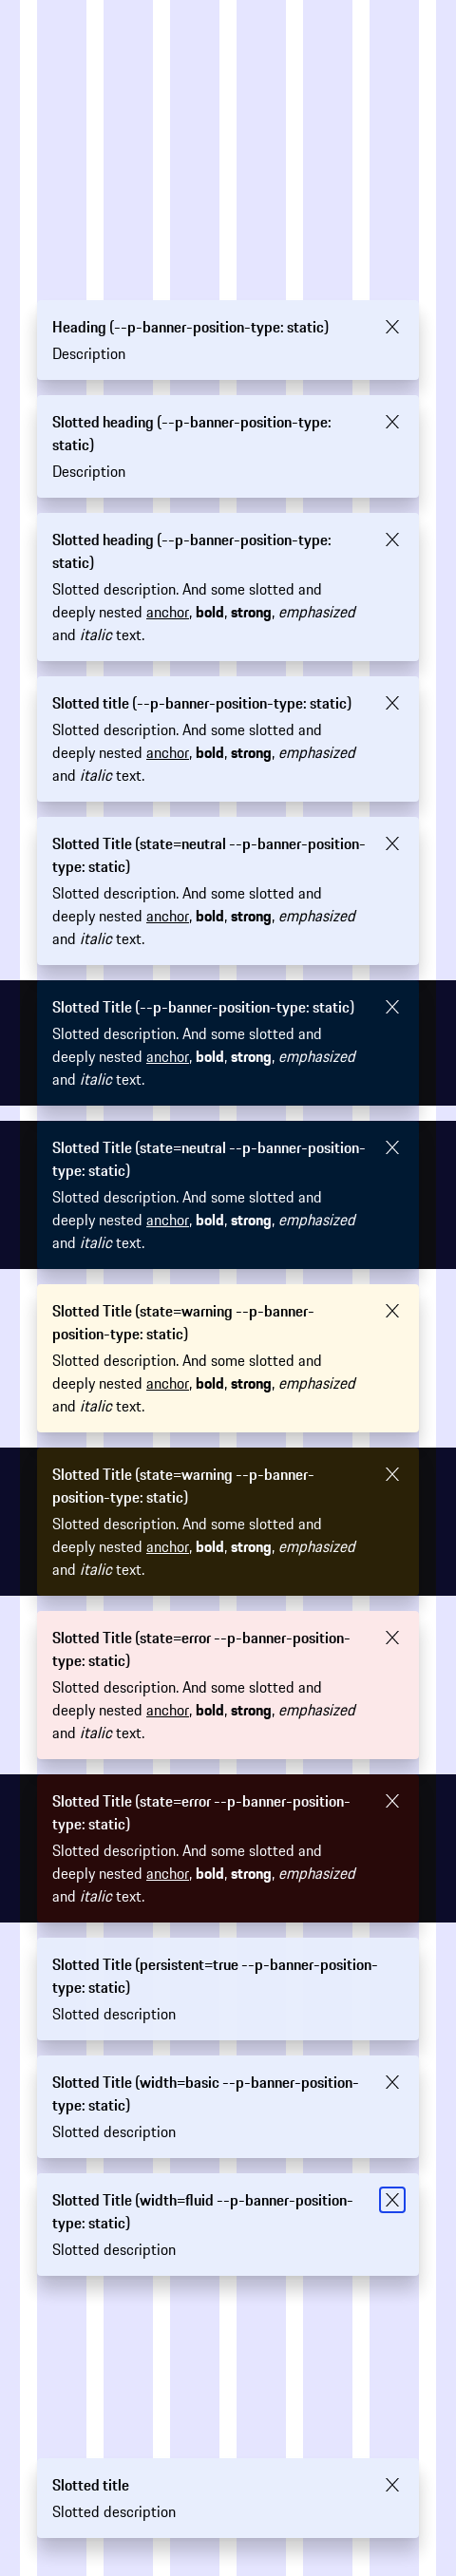 Heading (--p-banner-position-type: static)
Description
Slotted heading (--p-banner-position-type:
static)
Description
Slotted heading (--p-banner-position-type:
static)
Slotted description. And some slotted and
deeply nested anchor, bold, strong, emphasized
and italic text.
Slotted title (--p-banner-position-type: static)
Slotted description. And some slotted and
deeply nested anchor, bold, strong, emphasized
and italic text.
Slotted Title (state=neutral --p-banner-position-
type: static)
Slotted description. And some slotted and
deeply nested anchor, bold, strong, emphasized
and italic text.
Slotted Title (--p-banner-position-type: static)
Slotted description. And some slotted and
deeply nested anchor, bold, strong, emphasized
and italic text.
Slotted Title (state=neutral --p-banner-position-
type: static)
Slotted description. And some slotted and
deeply nested anchor, bold, strong, emphasized
and italic text.
Slotted Title (state=warning --p-banner-
position-type: static)
Slotted description. And some slotted and
deeply nested anchor, bold, strong, emphasized
and italic text.
Slotted Title (state=warning --p-banner-
position-type: static)
Slotted description. And some slotted and
deeply nested anchor, bold, strong, emphasized
and italic text.
Slotted Title (state=error --p-banner-position-
type: static)
Slotted description. And some slotted and
deeply nested anchor, bold, strong, emphasized
and italic text.
Slotted Title (state=error --p-banner-position-
type: static)
Slotted description. And some slotted and
deeply nested anchor, bold, strong, emphasized
and italic text.
Slotted Title (persistent=true --p-banner-position-
type: static)
Slotted description
Slotted Title (width=basic --p-banner-position-
type: static)
Slotted description
Slotted Title (width=fluid --p-banner-position-
type: static)
Slotted description
Slotted title
Slotted description